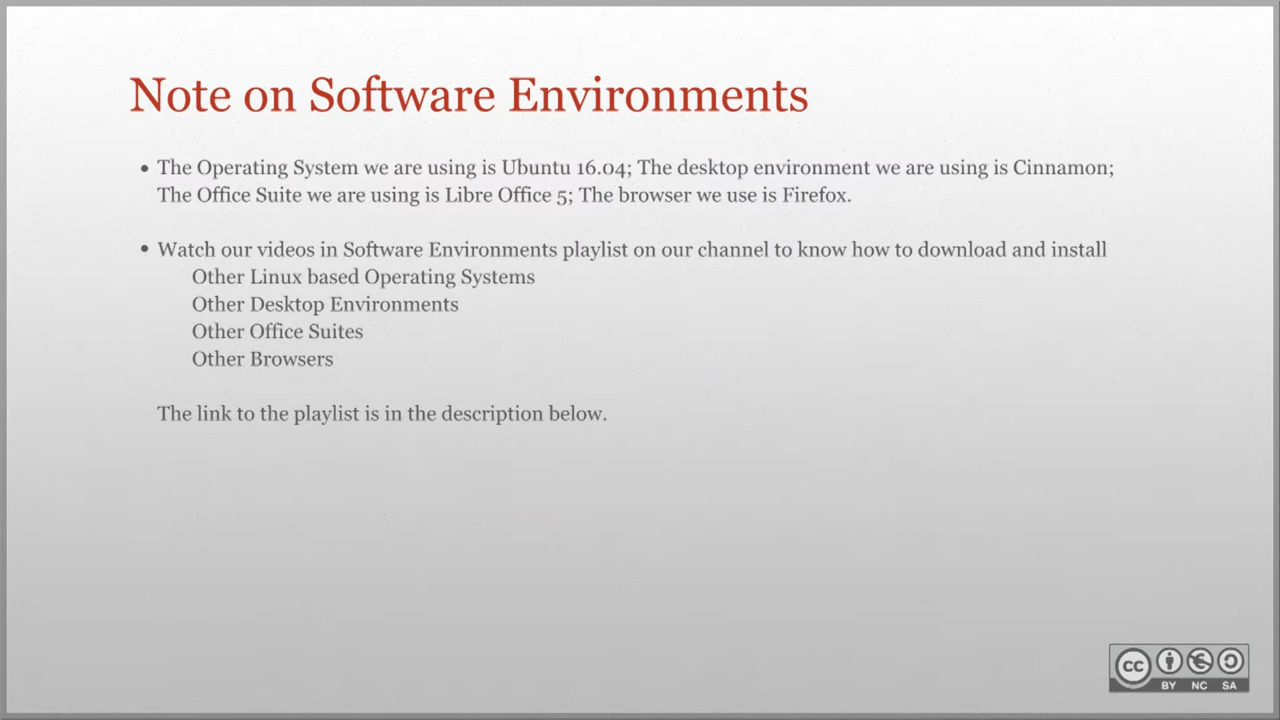 Note on Software Environments
• The Operating System we are using is Ubuntu 16.04; The desktop environment we are using is Cinnamon;
The Office Suite we are using is Libre Office 5; The browser we use is Firefox.
• Watch our videos in Software Environments playlist on our channel to know how to download and install
Other Linux based Operating Systems
Other Desktop Environments
Other Office Suites
Other Browsers
The link to the playlist is in the description below.
cc
BY NC SA